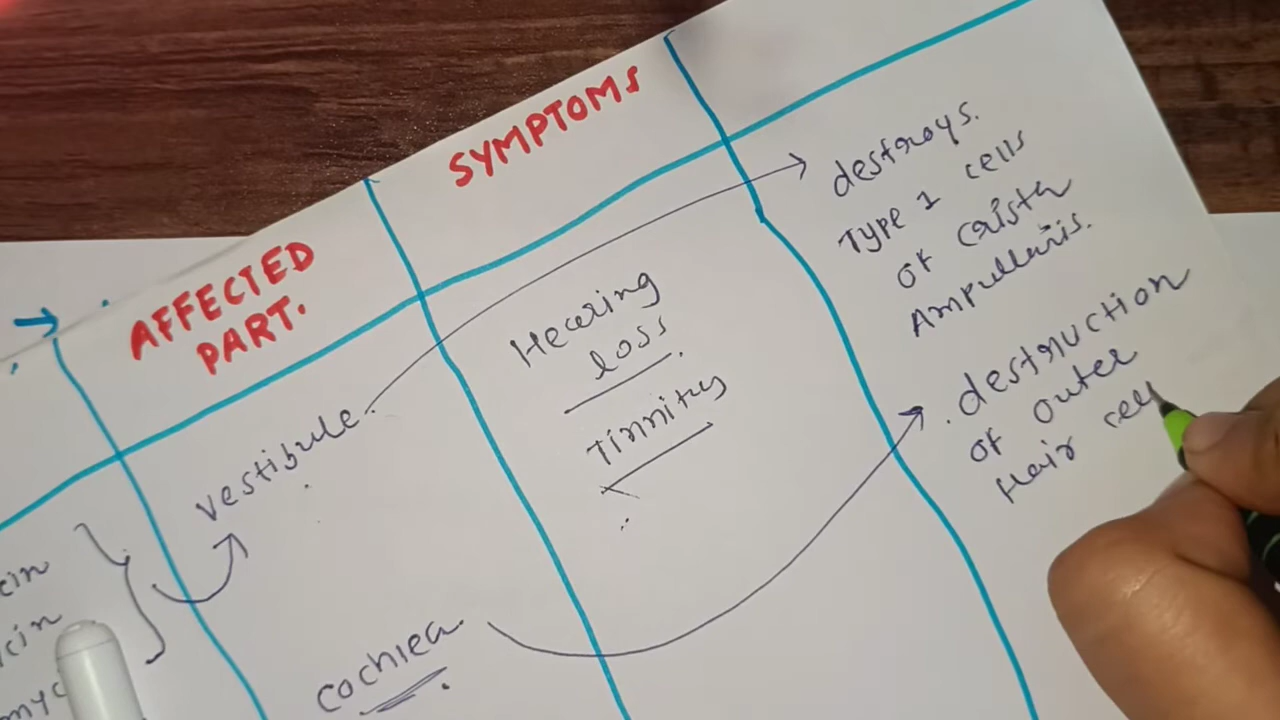 SYMPTOMS
AFFECTED
PART.
destroys.
Type 1 cells
of crista
Ampullaris.
Hearing
loss
Tinnitus
vestibule.
destruction
of outer
Hair cell
cochlea